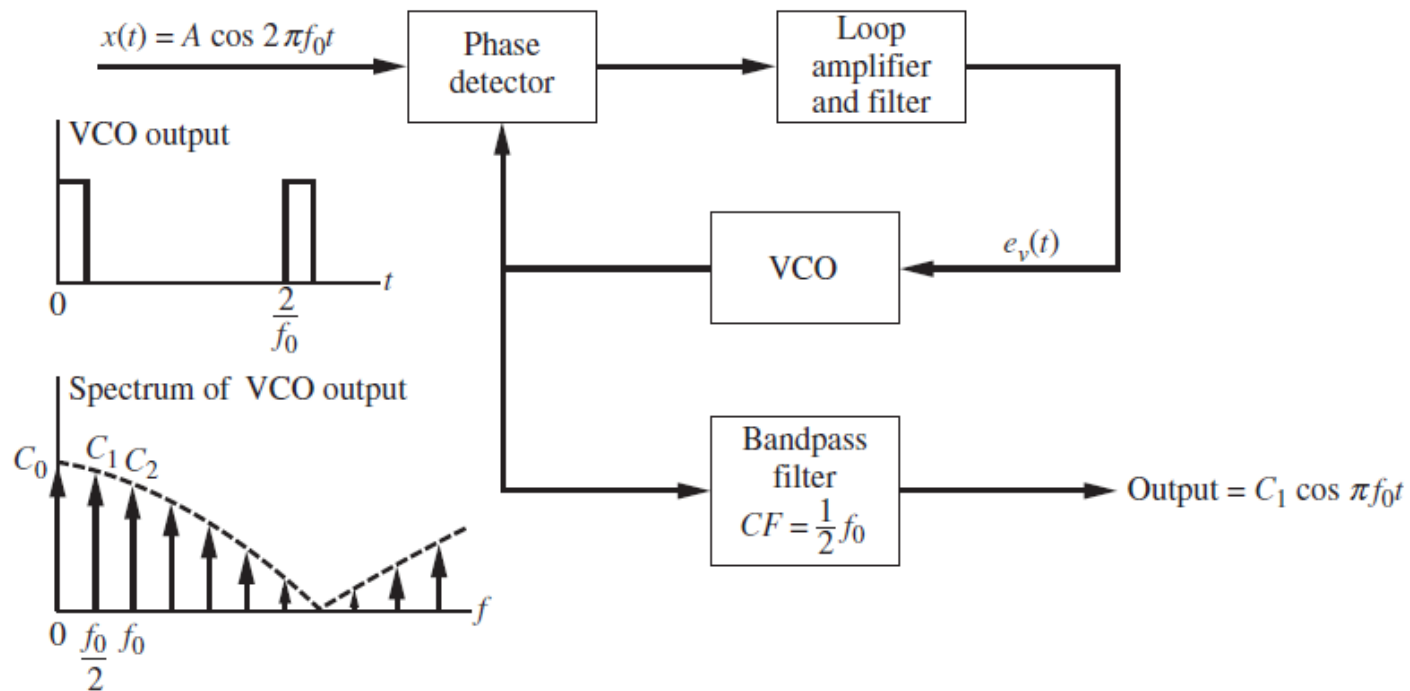 x(t) = A cos 2πf₀t
Phase
detector
Loop
amplifier
and filter
VCO output
0
2
f₀
t
VCO
eᵥ(t)
Spectrum of VCO output
C₀
C₁
C₂
0
f₀
2
f₀
f
Bandpass
filter
CF = 1/2 f₀
Output = C₁ cos πf₀t